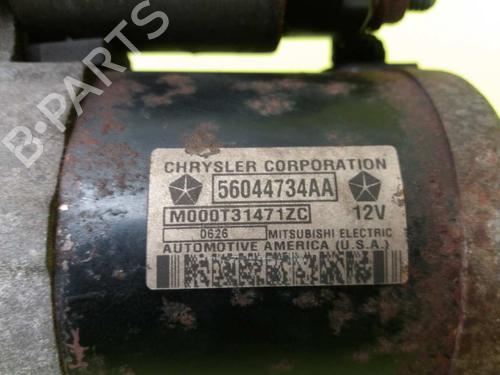 B-PARTS
CHRYSLER CORPORATION
56044734AA
M000T31471ZC 12V
0626 MITSUBISHI ELECTRIC
AUTOMOTIVE AMERICA (U.S.A.)